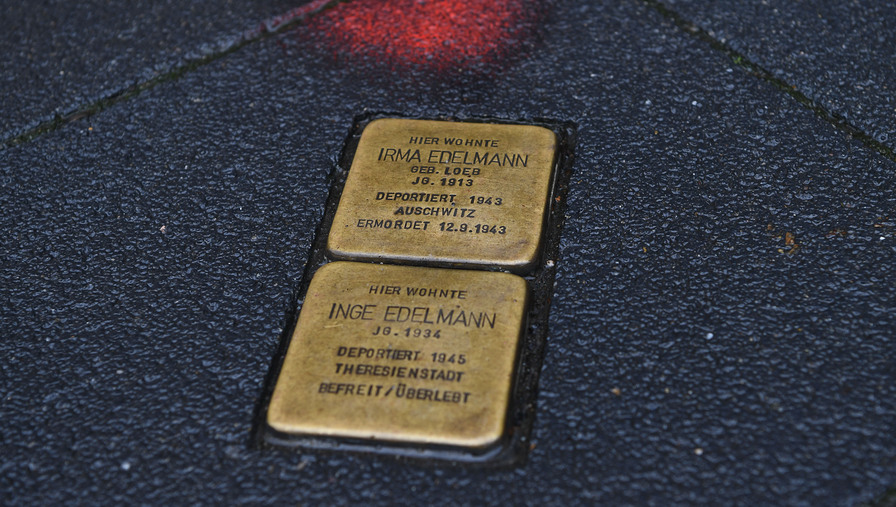 HIER WOHNTE
IRMA EDELMANN
GEB. LOEB
JG. 1913
DEPORTIERT 1943
AUSCHWITZ
ERMORDET 12.9.1943
HIER WOHNTE
INGE EDELMANN
JG. 1934
DEPORTIERT 1945
THERESIENSTADT
BEFREIT/ÜBERLEBT